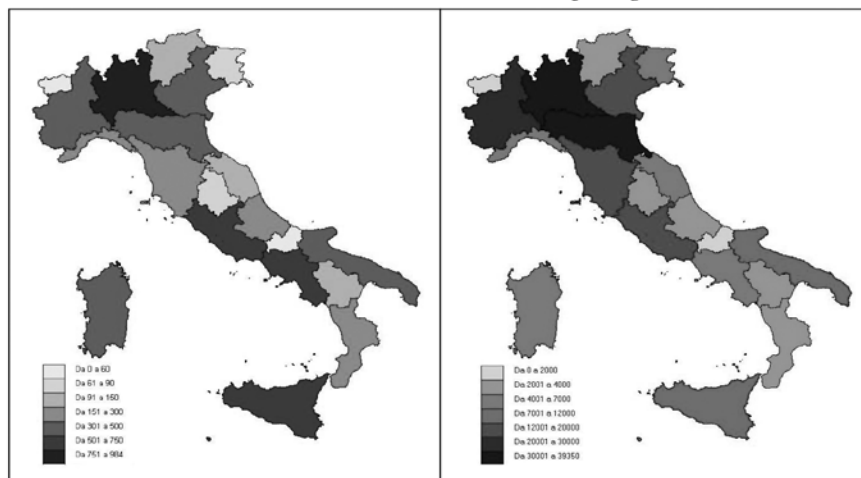 Da 0 a 60
Da 61 a 90
Da 91 a 150
Da 151 a 300
Da 301 a 500
Da 501 a 750
Da 751 a 984
Da 0 a 2000
Da 2001 a 4000
Da 4001 a 7000
Da 7001 a 12000
Da 12001 a 20000
Da 20001 a 30000
Da 30001 a 39350